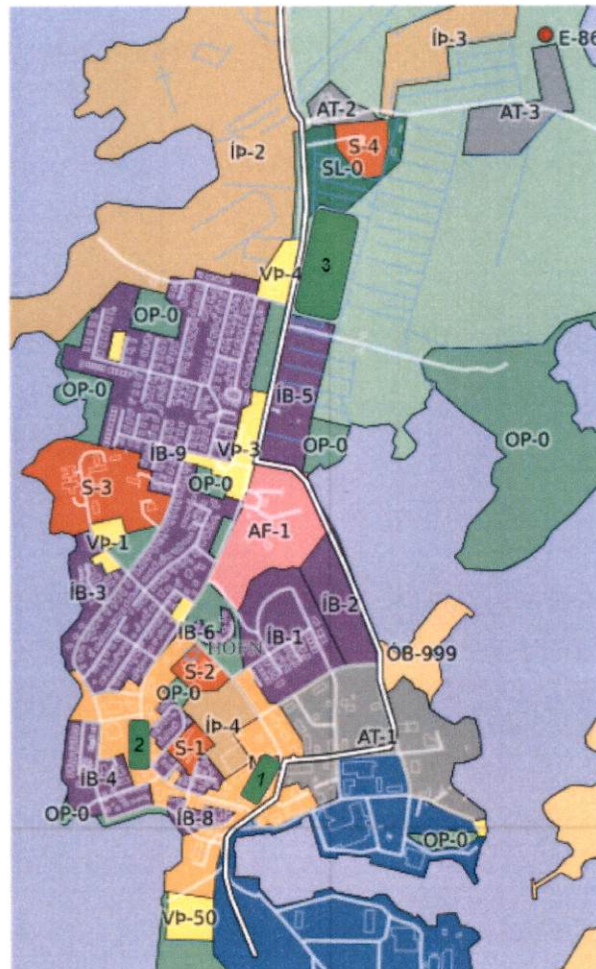 ÍÞ-3
E-86
AT-2
AT-3
S-4
ÍÞ-2
SL-0
3
VÞ-4
OP-0
OP-0
ÍB-5
OP-0
VÞ-3
OP-0
ÍB-9
OP-0
S-3
AF-1
VÞ-1
ÍB-3
ÍB-2
ÍB-6
ÍB-1
HÖFN
ÓB-999
S-2
OP-0
ÍÞ-4
2
S-1
AT-1
1
ÍB-4
OP-0
ÍB-8
OP-0
VÞ-50